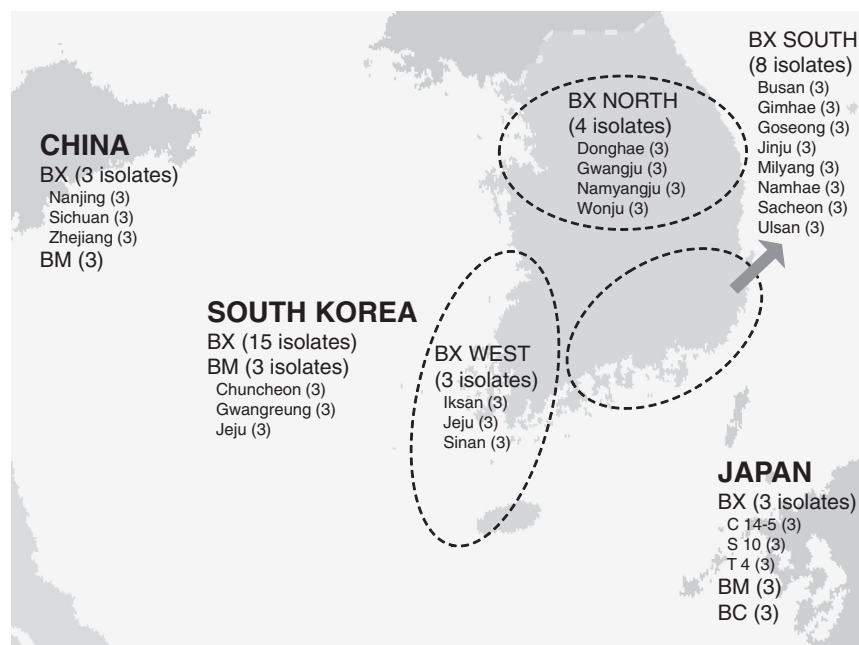 CHINA
BX (3 isolates)
Nanjing (3)
Sichuan (3)
Zhejiang (3)
BM (3)
SOUTH KOREA
BX (15 isolates)
BM (3 isolates)
Chuncheon (3)
Gwangreung (3)
Jeju (3)
BX NORTH
(4 isolates)
Donghae (3)
Gwangju (3)
Namyangju (3)
Wonju (3)
BX WEST
(3 isolates)
Iksan (3)
Jeju (3)
Sinan (3)
BX SOUTH
(8 isolates)
Busan (3)
Gimhae (3)
Goseong (3)
Jinju (3)
Milyang (3)
Namhae (3)
Sacheon (3)
Ulsan (3)
JAPAN
BX (3 isolates)
C 14-5 (3)
S 10 (3)
T 4 (3)
BM (3)
BC (3)